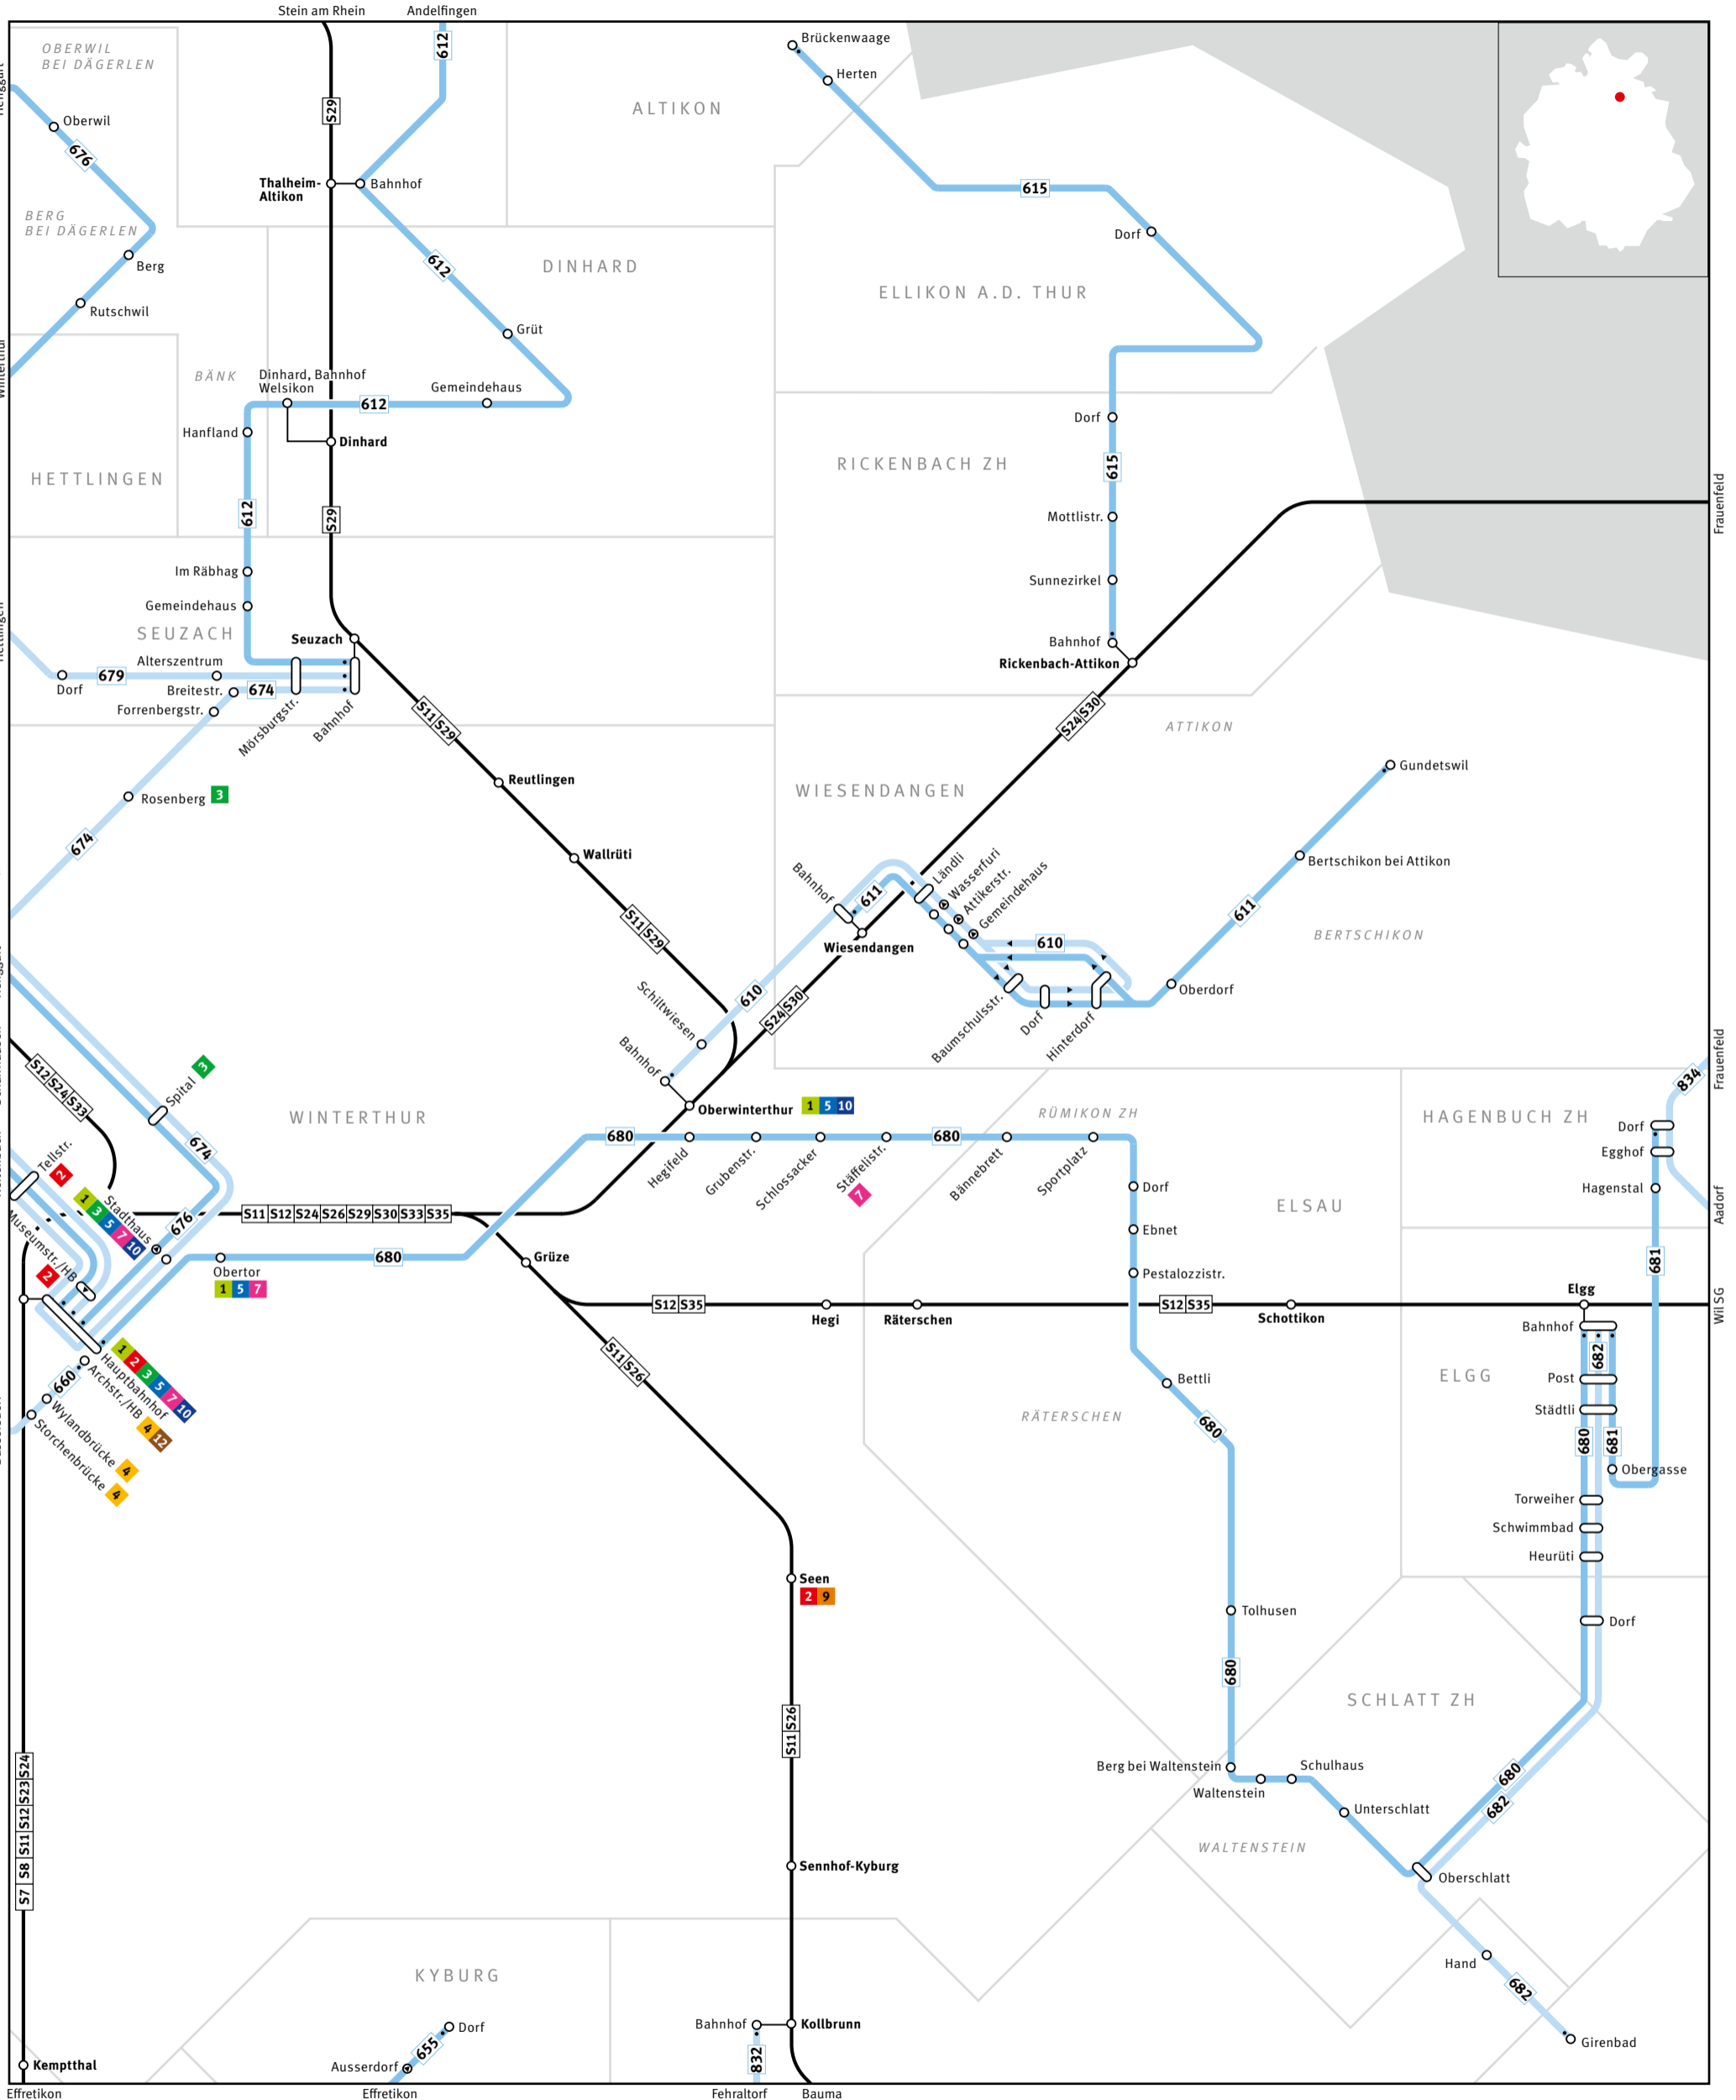 Stein am Rhein
Andelfingen
OBERWIL
BEI DÄGERLEN
612
Brückenwaage
Herten
S29
ALTIKON
Oberwil
676
Thalheim-
Altikon
Bahnhof
615
BERG
BEI DÄGERLEN
Dorf
Berg
612
DINHARD
ELLIKON A.D. THUR
Rutschwil
Grüt
Winterthur
BÄNK
Dinhard, Bahnhof
Welsikon
Gemeindehaus
612
Hanfland
Dinhard
Dorf
HETTLINGEN
RICKENBACH ZH
615
612
S29
Mottlistr.
Frauenfeld
Im Räbhag
Sunnezirkel
Gemeindehaus
SEUZACH
Seuzach
Bahnhof
Rickenbach-Attikon
Alterszentrum
679
Dorf
Breitestr.
674
Forrenbergstr.
Mörsburgstr.
Bahnhof
S11 S29
S24 S30
ATTIKON
Reutlingen
Gundetswil
WIESENDANGEN
Rosenberg 3
674
Wallrüti
Bertschikon bei Attikon
Bahnhof
611
Ländli
Wasserfuri
Attikerstr.
Gemeindehaus
S11 S29
Wiesendangen
610
611
BERTSCHIKON
Oberdorf
Baumschulsstr.
Dorf
Hinterdorf
Schiltwiesen
610
S24 S30
Bahnhof
S12 S24 S33
Spital 3
Oberwinterthur 1 5 10
WINTERTHUR
RÜMIKON ZH
HAGENBUCH ZH
834
Frauenfeld
Dorf
Egghof
Hagenstal
Aadorf
674
680
680
Hegifeld
Grubenstr.
Schlossacker
Stäffelistr.
7
Bännebrett
Sportplatz
Tellstr.
2
Dorf
ELSAU
Stadthaus
1 3 5 7 10
676
S11 S12 S24 S26 S29 S30 S33 S35
Ebnet
Museumstr./HB
2
680
Obertor
1 5 7
Grüze
Pestalozzistr.
681
S12 S35
Hegi
Räterschen
S12 S35
Schottikon
Elgg
Wil SG
Bahnhof
682
Hauptbahnhof
1 2 3 5 7 10
Archstr./HB
4 12
660
Wylandbrücke 4
Storchenbrücke 4
S11 S26
Bettli
ELGG
Post
Städtli
RÄTERSCHEN
680
680
681
Obergasse
Torweiher
Schwimmbad
Heurüti
Seen
2 9
Tolhusen
Dorf
680
SCHLATT ZH
S11 S26
S7 S8 S11 S12 S23 S24
Berg bei Waltenstein
Waltenstein
Schulhaus
Unterschlatt
680
682
WALTENSTEIN
Sennhof-Kyburg
Oberschlatt
Hand
682
KYBURG
Girenbad
Dorf
655
Ausserdorf
Bahnhof
Kollbrunn
832
Kemptthal
Effretikon
Effretikon
Fehraltorf
Bauma